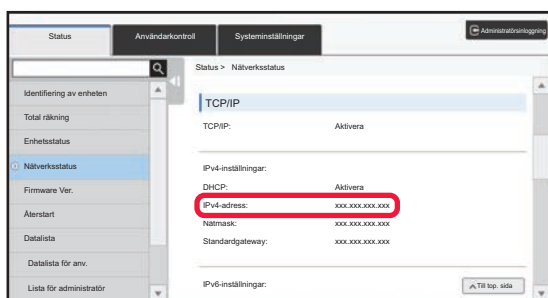 Status
Användarkontroll
Systeminställningar
Administratörsinloggning
Status > Nätverksstatus
Identifiering av enheten
Total räkning
Enhetsstatus
Nätverksstatus
Firmware Ver.
Återstart
Datalista
Datalista för anv.
Lista för administratör
TCP/IP
TCP/IP: Aktivera
IPv4-inställningar:
DHCP: Aktivera
IPv4-adress: xxx.xxx.xxx.xxx
Nätmask: xxx.xxx.xxx.xxx
Standardgateway: xxx.xxx.xxx.xxx
IPv6-inställningar:
Till top. sida